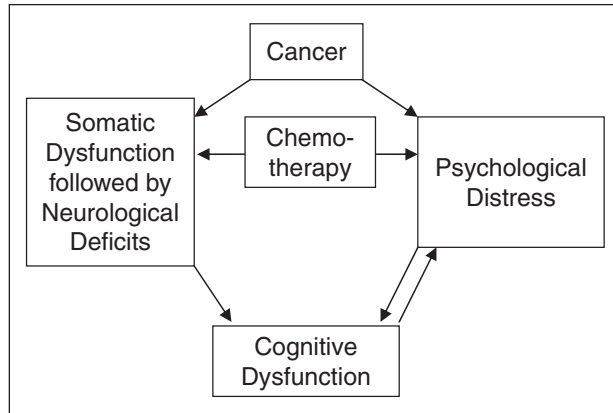 Cancer
Somatic
Dysfunction
followed by
Neurological
Deficits
Chemo-
therapy
Psychological
Distress
Cognitive
Dysfunction